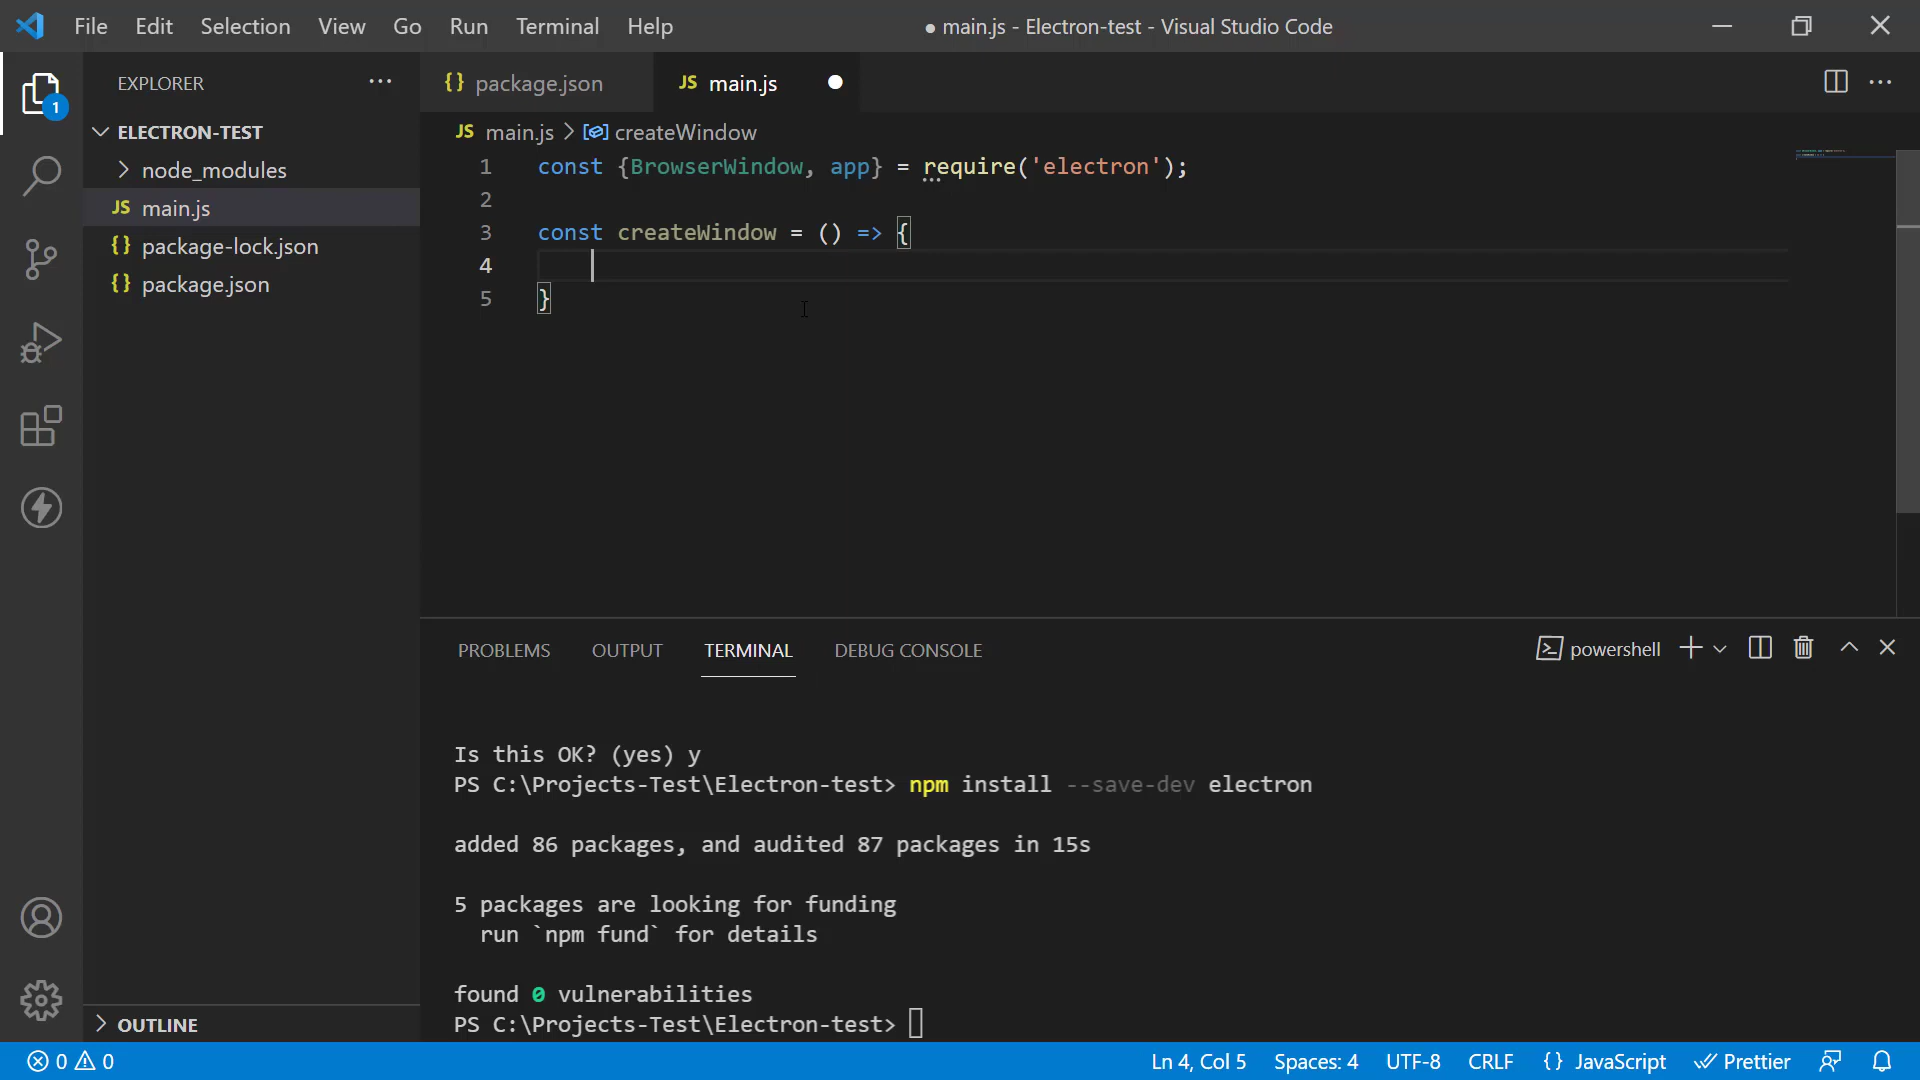 File Edit Selection View Go Run Terminal Help
● main.js - Electron-test - Visual Studio Code
1
EXPLORER
ELECTRON-TEST
node_modules
JS main.js
{} package-lock.json
{} package.json
OUTLINE
{} package.json JS main.js
JS main.js > createWindow
1 const {BrowserWindow, app} = require('electron');
2
3 const createWindow = () => {
4
5 }
PROBLEMS OUTPUT TERMINAL DEBUG CONSOLE
powershell
Is this OK? (yes) y
PS C:\Projects-Test\Electron-test> npm install --save-dev electron
added 86 packages, and audited 87 packages in 15s
5 packages are looking for funding
run `npm fund` for details
found 0 vulnerabilities
PS C:\Projects-Test\Electron-test>
0 0
Ln 4, Col 5 Spaces: 4 UTF-8 CRLF {} JavaScript Prettier